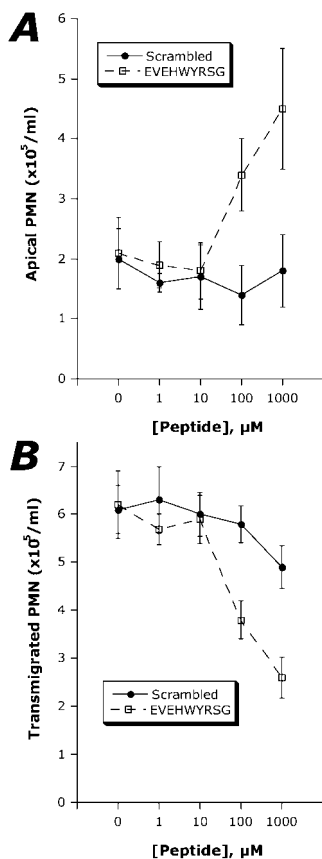 A
Scrambled
EVEHWYRSG
Apical PMN (x10⁵/ml)
6
5
4
3
2
1
0
0 1 10 100 1000
[Peptide], µM
B
Transmigrated PMN (x10⁵/ml)
7
6
5
4
3
2
1
0
Scrambled
EVEHWYRSG
0 1 10 100 1000
[Peptide], µM